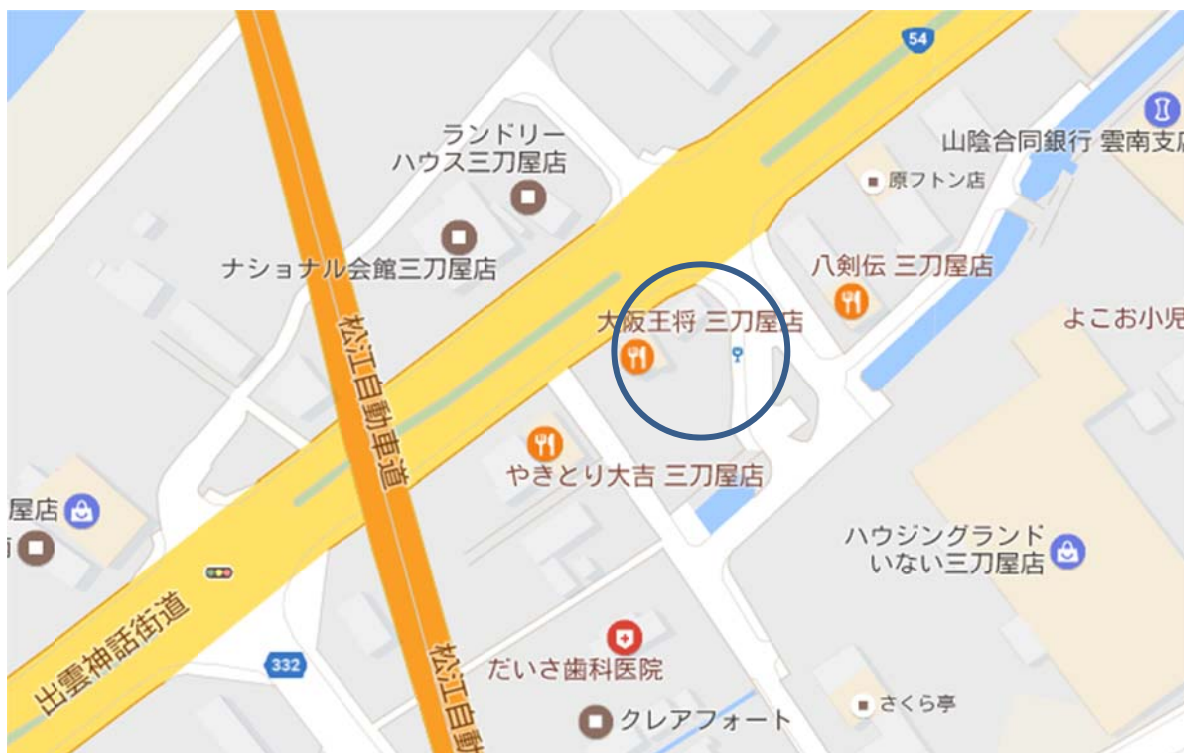 54
ランドリー
ハウス三刀屋店
山陰合同銀行 雲南支店
原フトン店
ナショナル会館三刀屋店
八剣伝 三刀屋店
大阪王将 三刀屋店
よこお小児
松江自動車道
やきとり大吉 三刀屋店
屋店
ハウジングランド
いない三刀屋店
出雲神話街道
332
だいさ歯科医院
松江自動
さくら亭
クレアフォート